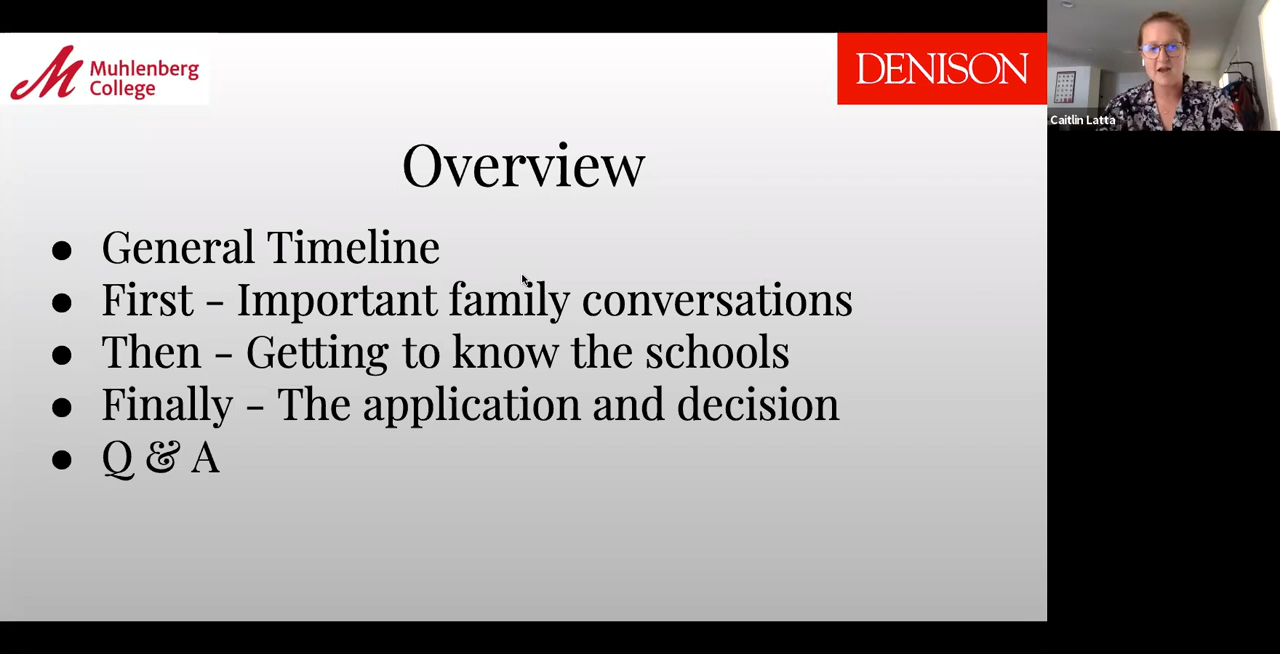 Muhlenberg
College
DENISON
Caitlin Latta
Overview
● General Timeline
● First - Important family conversations
● Then - Getting to know the schools
● Finally - The application and decision
● Q & A